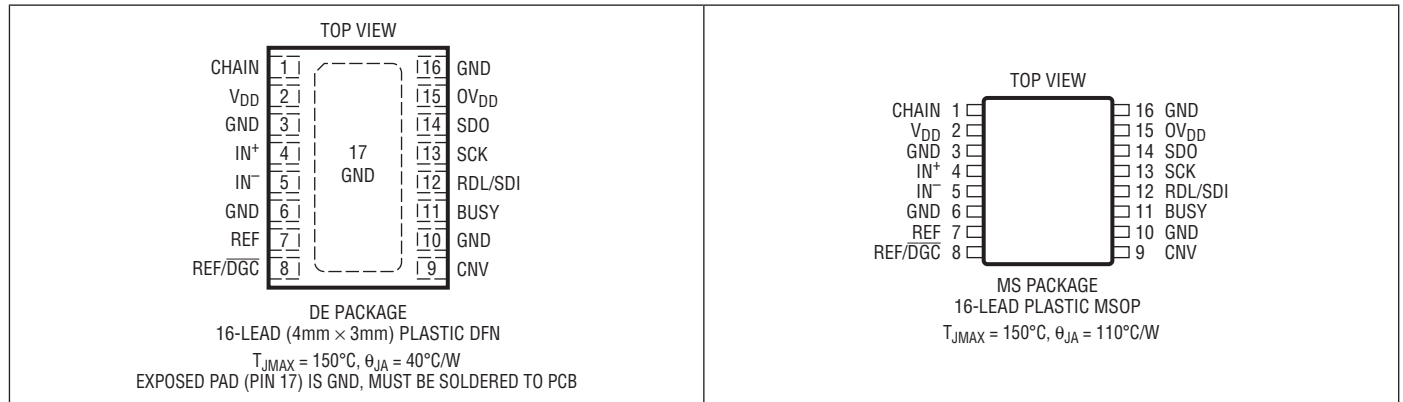 TOP VIEW
CHAIN 1
VDD 2
GND 3
IN+ 4
IN– 5
GND 6
REF 7
REF/DGC 8
17
GND
16 GND
15 OVDD
14 SDO
13 SCK
12 RDL/SDI
11 BUSY
10 GND
9 CNV
DE PACKAGE
16-LEAD (4mm × 3mm) PLASTIC DFN
TJMAX = 150°C, θJA = 40°C/W
EXPOSED PAD (PIN 17) IS GND, MUST BE SOLDERED TO PCB
TOP VIEW
CHAIN 1
VDD 2
GND 3
IN+ 4
IN– 5
GND 6
REF 7
REF/DGC 8
16 GND
15 OVDD
14 SDO
13 SCK
12 RDL/SDI
11 BUSY
10 GND
9 CNV
MS PACKAGE
16-LEAD PLASTIC MSOP
TJMAX = 150°C, θJA = 110°C/W